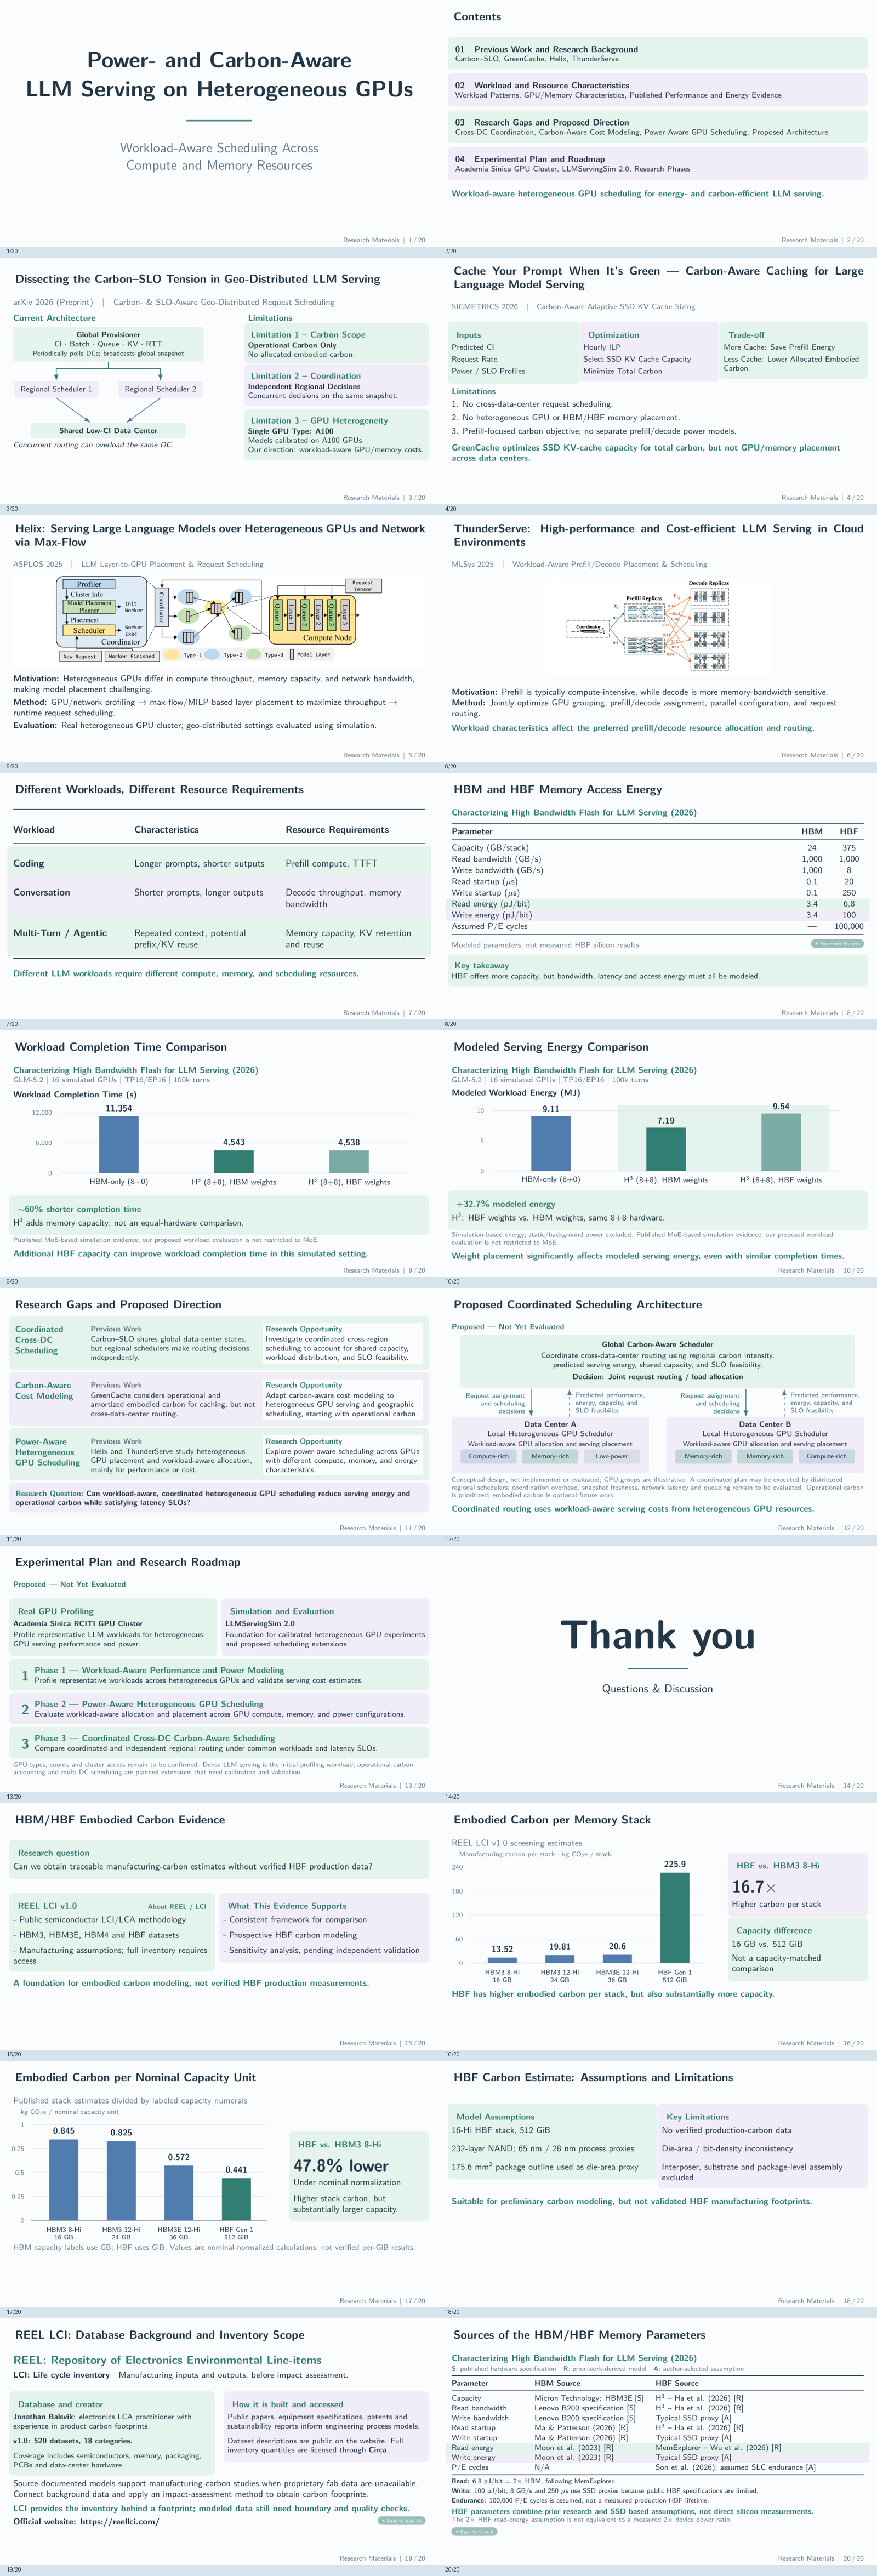 Power- and Carbon-Aware
LLM Serving on Heterogeneous GPUs
Workload-Aware Scheduling Across
Compute and Memory Resources
Research Materials | 1 / 20
1/20
Contents
01 Previous Work and Research Background
Carbon–SLO, GreenCache, Helix, ThunderServe
02 Workload and Resource Characteristics
Workload Patterns, GPU/Memory Characteristics, Published Performance and Energy Evidence
03 Research Gaps and Proposed Direction
Cross-DC Coordination, Carbon-Aware Cost Modeling, Power-Aware GPU Scheduling, Proposed Architecture
04 Experimental Plan and Roadmap
Academia Sinica GPU Cluster, LLMServingSim 2.0, Research Phases
Workload-aware heterogeneous GPU scheduling for energy- and carbon-efficient LLM serving.
Research Materials | 2 / 20
2/20
Dissecting the Carbon–SLO Tension in Geo-Distributed LLM Serving
arXiv 2026 (Preprint) | Carbon- & SLO-Aware Geo-Distributed Request Scheduling
Current Architecture
Global Provisioner
CI · Batch · Queue · KV · RTT
Periodically polls DCs; broadcasts global snapshot
Regional Scheduler 1
Regional Scheduler 2
Shared Low-CI Data Center
Concurrent routing can overload the same DC.
Limitations
Limitation 1 – Carbon Scope
Operational Carbon Only
No allocated embodied carbon.
Limitation 2 – Coordination
Independent Regional Decisions
Concurrent decisions on the same snapshot.
Limitation 3 – GPU Heterogeneity
Single GPU Type: A100
Models calibrated on A100 GPUs.
Our direction: workload-aware GPU/memory costs.
Research Materials | 3 / 20
3/20
Cache Your Prompt When It's Green — Carbon-Aware Caching for Large
Language Model Serving
SIGMETRICS 2026 | Carbon-Aware Adaptive SSD KV Cache Sizing
Inputs
Predicted CI
Request Rate
Power / SLO Profiles
Optimization
Hourly ILP
Select SSD KV Cache Capacity
Minimize Total Carbon
Trade-off
More Cache: Save Prefill Energy
Less Cache: Lower Allocated Embodied
Carbon
Limitations
1. No cross-data-center request scheduling.
2. No heterogeneous GPU or HBM/HBF memory placement.
3. Prefill-focused carbon objective; no separate prefill/decode power models.
GreenCache optimizes SSD KV-cache capacity for total carbon, but not GPU/memory placement
across data centers.
Research Materials | 4 / 20
4/20
Helix: Serving Large Language Models over Heterogeneous GPUs and Network
via Max-Flow
ASPLOS 2025 | LLM Layer-to-GPU Placement & Request Scheduling
Profiler
Cluster Info
Model Placement
Planner
Placement
Scheduler
Coordinator
Init
Worker
Worker
Exec
Coordinator
Request
Tensor
Queue
Layer
Queue
Layer
Compute Node
New Request
Worker Finished
Type-1
Type-2
Type-3
Model Layer
Motivation: Heterogeneous GPUs differ in compute throughput, memory capacity, and network bandwidth,
making model placement challenging.
Method: GPU/network profiling → max-flow/MILP-based layer placement to maximize throughput →
runtime request scheduling.
Evaluation: Real heterogeneous GPU cluster; geo-distributed settings evaluated using simulation.
Research Materials | 5 / 20
5/20
ThunderServe: High-performance and Cost-efficient LLM Serving in Cloud
Environments
MLSys 2025 | Workload-Aware Prefill/Decode Placement & Scheduling
Coordinator
Prefill Replicas
Decode Replicas
Motivation: Prefill is typically compute-intensive, while decode is more memory-bandwidth-sensitive.
Method: Jointly optimize GPU grouping, prefill/decode assignment, parallel configuration, and request
routing.
Workload characteristics affect the preferred prefill/decode resource allocation and routing.
Research Materials | 6 / 20
6/20
Different Workloads, Different Resource Requirements
Workload Characteristics Resource Requirements
Coding Longer prompts, shorter outputs Prefill compute, TTFT
Conversation Shorter prompts, longer outputs Decode throughput, memory
bandwidth
Multi-Turn / Agentic Repeated context, potential Memory capacity, KV retention
prefix/KV reuse and reuse
Different LLM workloads require different compute, memory, and scheduling resources.
Research Materials | 7 / 20
7/20
HBM and HBF Memory Access Energy
Characterizing High Bandwidth Flash for LLM Serving (2026)
Parameter HBM HBF
Capacity (GB/stack) 24 375
Read bandwidth (GB/s) 1,000 1,000
Write bandwidth (GB/s) 1,000 8
Read startup (μs) 0.1 20
Write startup (μs) 0.1 250
Read energy (pJ/bit) 3.4 6.8
Write energy (pJ/bit) 3.4 100
Assumed P/E cycles — 100,000
Modeled parameters, not measured HBF silicon results.
Parameter Sources
Key takeaway
HBF offers more capacity, but bandwidth, latency and access energy must all be modeled.
Research Materials | 8 / 20
8/20
Workload Completion Time Comparison
Characterizing High Bandwidth Flash for LLM Serving (2026)
GLM-5.2 | 16 simulated GPUs | TP16/EP16 | 100k turns
Workload Completion Time (s)
12,000
6,000
0
11,354
4,543
4,538
HBM-only (8+0)
H³ (8+8), HBM weights
H³ (8+8), HBF weights
~60% shorter completion time
H³ adds memory capacity; not an equal-hardware comparison.
Published MoE-based simulation evidence; our proposed workload evaluation is not restricted to MoE.
Additional HBF capacity can improve workload completion time in this simulated setting.
Research Materials | 9 / 20
9/20
Modeled Serving Energy Comparison
Characterizing High Bandwidth Flash for LLM Serving (2026)
GLM-5.2 | 16 simulated GPUs | TP16/EP16 | 100k turns
Modeled Workload Energy (MJ)
10
5
0
9.11
7.19
9.54
HBM-only (8+0)
H³ (8+8), HBM weights
H³ (8+8), HBF weights
+32.7% modeled energy
H³: HBF weights vs. HBM weights, same 8+8 hardware.
Simulation-based energy; static/background power excluded. Published MoE-based simulation evidence; our proposed workload
evaluation is not restricted to MoE.
Weight placement significantly affects modeled serving energy, even with similar completion times.
Research Materials | 10 / 20
10/20
Research Gaps and Proposed Direction
Coordinated
Cross-DC
Scheduling
Previous Work
Carbon–SLO shares global data-center states,
but regional schedulers make routing decisions
independently.
Research Opportunity
Investigate coordinated cross-region
scheduling to account for shared capacity,
workload distribution, and SLO feasibility.
Carbon-Aware
Cost Modeling
Previous Work
GreenCache considers operational and
amortized embodied carbon for caching, but not
cross-data-center routing.
Research Opportunity
Adapt carbon-aware cost modeling to
heterogeneous GPU serving and geographic
scheduling, starting with operational carbon.
Power-Aware
Heterogeneous
GPU Scheduling
Previous Work
Helix and ThunderServe study heterogeneous
GPU placement and workload-aware allocation,
mainly for performance or cost.
Research Opportunity
Explore power-aware scheduling across GPUs
with different compute, memory, and energy
characteristics.
Research Question: Can workload-aware, coordinated heterogeneous GPU scheduling reduce serving energy and
operational carbon while satisfying latency SLOs?
Research Materials | 11 / 20
11/20
Proposed Coordinated Scheduling Architecture
Proposed — Not Yet Evaluated
Global Carbon-Aware Scheduler
Coordinate cross-data-center routing using regional carbon intensity,
predicted serving energy, shared capacity, and SLO feasibility.
Decision: Joint request routing / load allocation
Request assignment
and scheduling
decisions
Predicted performance,
energy, capacity, and
SLO feasibility
Request assignment
and scheduling
decisions
Predicted performance,
energy, capacity, and
SLO feasibility
Data Center A
Local Heterogeneous GPU Scheduler
Workload-aware GPU allocation and serving placement
Compute-rich
Memory-rich
Low-power
Data Center B
Local Heterogeneous GPU Scheduler
Workload-aware GPU allocation and serving placement
Memory-rich
Memory-rich
Compute-rich
Conceptual design, not implemented or evaluated; GPU groups are illustrative. A coordinated plan may be executed by distributed
regional schedulers; coordination overhead, snapshot freshness, network latency and queueing remain to be evaluated. Operational carbon
is prioritized; embodied carbon is optional future work.
Coordinated routing uses workload-aware serving costs from heterogeneous GPU resources.
Research Materials | 12 / 20
12/20
Experimental Plan and Research Roadmap
Proposed — Not Yet Evaluated
Real GPU Profiling
Academia Sinica RCITI GPU Cluster
Profile representative LLM workloads for heterogeneous
GPU serving performance and power.
Simulation and Evaluation
LLMServingSim 2.0
Foundation for calibrated heterogeneous GPU experiments
and proposed scheduling extensions.
1 Phase 1 — Workload-Aware Performance and Power Modeling
Profile representative workloads across heterogeneous GPUs and validate serving cost estimates.
2 Phase 2 — Power-Aware Heterogeneous GPU Scheduling
Evaluate workload-aware allocation and placement across GPU compute, memory, and power configurations.
3 Phase 3 — Coordinated Cross-DC Carbon-Aware Scheduling
Compare coordinated and independent regional routing under common workloads and latency SLOs.
GPU types, counts and cluster access remain to be confirmed. Dense LLM serving is the initial profiling workload; operational-carbon
accounting and multi-DC scheduling are planned extensions that need calibration and validation.
Research Materials | 13 / 20
13/20
Thank you
Questions & Discussion
Research Materials | 14 / 20
14/20
HBM/HBF Embodied Carbon Evidence
Research question
Can we obtain traceable manufacturing-carbon estimates without verified HBF production data?
REEL LCI v1.0 About REEL / LCI
- Public semiconductor LCI/LCA methodology
- HBM3, HBM3E, HBM4 and HBF datasets
- Manufacturing assumptions; full inventory requires
access
What This Evidence Supports
- Consistent framework for comparison
- Prospective HBF carbon modeling
- Sensitivity analysis, pending independent validation
A foundation for embodied-carbon modeling, not verified HBF production measurements.
Research Materials | 15 / 20
15/20
Embodied Carbon per Memory Stack
REEL LCI v1.0 screening estimates
Manufacturing carbon per stack · kg CO₂e / stack
240
180
120
60
0
13.52
19.81
20.6
225.9
HBM3 8-Hi
16 GB
HBM3 12-Hi
24 GB
HBM3E 12-Hi
36 GB
HBF Gen 1
512 GiB
HBF vs. HBM3 8-Hi
16.7×
Higher carbon per stack
Capacity difference
16 GB vs. 512 GiB
Not a capacity-matched
comparison
HBF has higher embodied carbon per stack, but also substantially more capacity.
Research Materials | 16 / 20
16/20
Embodied Carbon per Nominal Capacity Unit
Published stack estimates divided by labeled capacity numerals
kg CO₂e / nominal capacity unit
1
0.75
0.5
0.25
0
0.845
0.825
0.572
0.441
HBM3 8-Hi
16 GB
HBM3 12-Hi
24 GB
HBM3E 12-Hi
36 GB
HBF Gen 1
512 GiB
HBF vs. HBM3 8-Hi
47.8% lower
Under nominal normalization
Higher stack carbon, but
substantially larger capacity.
HBM capacity labels use GB; HBF uses GiB. Values are nominal-normalized calculations, not verified per-GiB results.
Research Materials | 17 / 20
17/20
HBF Carbon Estimate: Assumptions and Limitations
Model Assumptions
16-Hi HBF stack, 512 GiB
232-layer NAND; 65 nm / 28 nm process proxies
175.6 mm² package outline used as die-area proxy
Key Limitations
No verified production-carbon data
Die-area / bit-density inconsistency
Interposer, substrate and package-level assembly
excluded
Suitable for preliminary carbon modeling, but not validated HBF manufacturing footprints.
Research Materials | 18 / 20
18/20
REEL LCI: Database Background and Inventory Scope
REEL: Repository of Electronics Environmental Line-items
LCI: Life cycle inventory Manufacturing inputs and outputs, before impact assessment.
Database and creator
Jonathan Balsvik: electronics LCA practitioner with
experience in product carbon footprints.
v1.0: 520 datasets, 18 categories.
Coverage includes semiconductors, memory, packaging,
PCBs and data-center hardware.
How it is built and accessed
Public papers, equipment specifications, patents and
sustainability reports inform engineering process models.
Dataset descriptions are public on the website. Full
inventory quantities are licensed through Circa.
Source-documented models support manufacturing-carbon studies when proprietary fab data are unavailable.
Connect background data and apply an impact-assessment method to obtain carbon footprints.
LCI provides the inventory behind a footprint; modeled data still need boundary and quality checks.
Official website: https://reellci.com/
Back to slide 15
Research Materials | 19 / 20
19/20
Sources of the HBM/HBF Memory Parameters
Characterizing High Bandwidth Flash for LLM Serving (2026)
S: published hardware specification R: prior-work-derived model A: author-selected assumption
Parameter HBM Source HBF Source
Capacity Micron Technology: HBM3E [S] H³ – Ha et al. (2026) [R]
Read bandwidth Lenovo B200 specification [S] H³ – Ha et al. (2026) [R]
Write bandwidth Lenovo B200 specification [S] Typical SSD proxy [A]
Read startup Ma & Patterson (2026) [R] H³ – Ha et al. (2026) [R]
Write startup Ma & Patterson (2026) [R] Typical SSD proxy [A]
Read energy Moon et al. (2023) [R] MemExplorer – Wu et al. (2026) [R]
Write energy Moon et al. (2023) [R] Typical SSD proxy [A]
P/E cycles N/A Son et al. (2026); assumed SLC endurance [A]
Read: 6.8 pJ/bit = 2× HBM, following MemExplorer.
Write: 100 pJ/bit, 8 GB/s and 250 μs use SSD proxies because public HBF specifications are limited.
Endurance: 100,000 P/E cycles is assumed, not a measured production-HBF lifetime.
HBF parameters combine prior research and SSD-based assumptions, not direct silicon measurements.
The 2× HBF read-energy assumption is not equivalent to a measured 2× device power ratio.
Back to Slide 8
Research Materials | 20 / 20
20/20